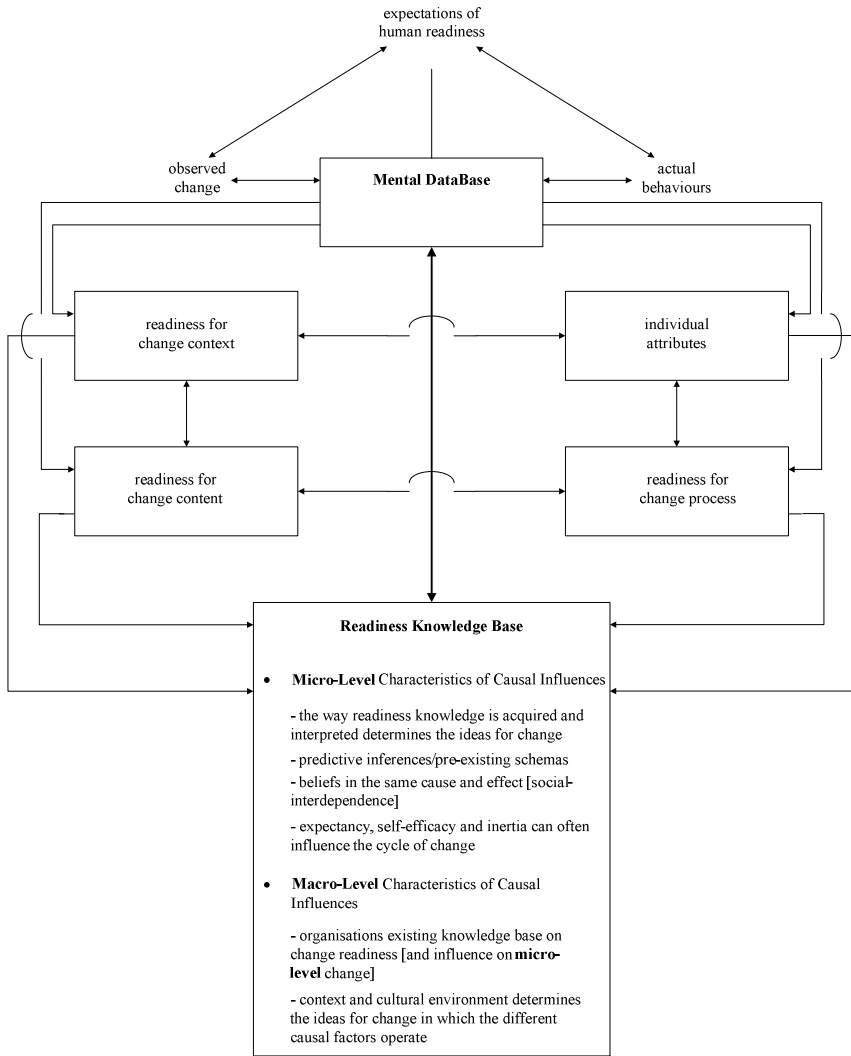 expectations of
human readiness
observed
change
Mental DataBase
actual
behaviours
readiness for
change context
individual
attributes
readiness for
change content
readiness for
change process
Readiness Knowledge Base
• Micro-Level Characteristics of Causal Influences
- the way readiness knowledge is acquired and
interpreted determines the ideas for change
- predictive inferences/pre-existing schemas
- beliefs in the same cause and effect [social-
interdependence]
- expectancy, self-efficacy and inertia can often
influence the cycle of change
• Macro-Level Characteristics of Causal
Influences
- organisations existing knowledge base on
change readiness [and influence on micro-
level change]
- context and cultural environment determines
the ideas for change in which the different
causal factors operate